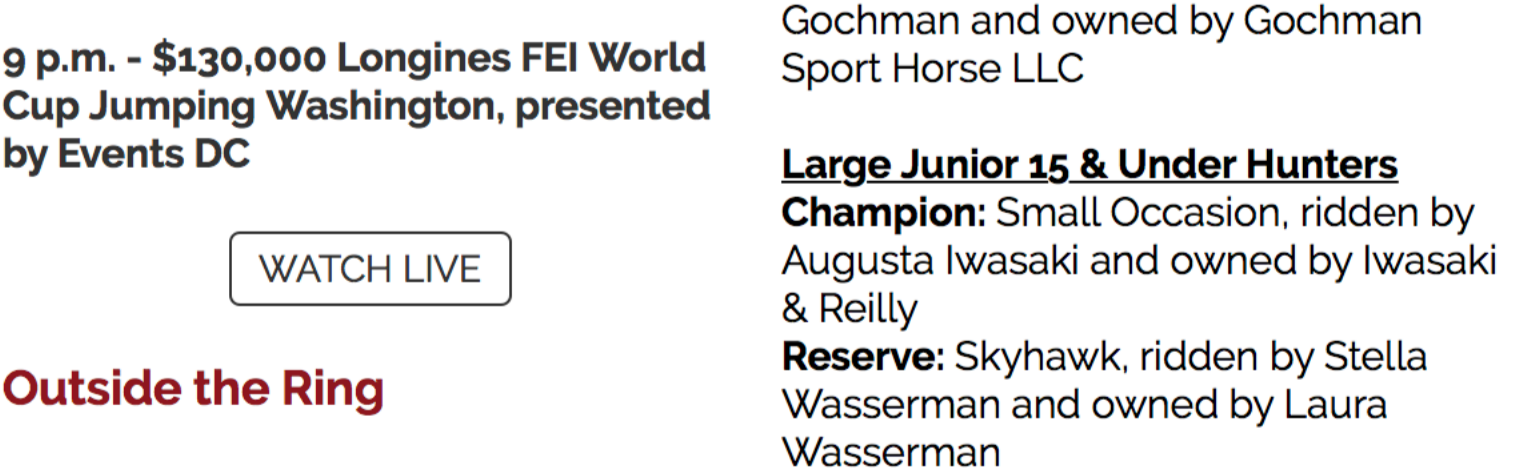 9 p.m. - $130,000 Longines FEI World
Cup Jumping Washington, presented
by Events DC
WATCH LIVE
Outside the Ring
Gochman and owned by Gochman
Sport Horse LLC
Large Junior 15 & Under Hunters
Champion: Small Occasion, ridden by
Augusta Iwasaki and owned by Iwasaki
& Reilly
Reserve: Skyhawk, ridden by Stella
Wasserman and owned by Laura
Wasserman